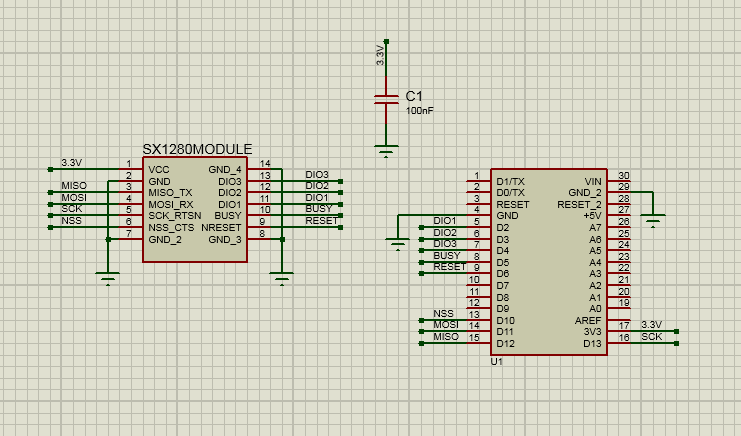 3.3V
C1
100nF
SX1280MODULE
3.3V 1 VCC GND_4 14
2 GND DIO3 13 DIO3
MISO 3 MISO_TX DIO2 12 DIO2
MOSI 4 MOSI_RX DIO1 11 DIO1
SCK 5 SCK_RTSN BUSY 10 BUSY
NSS 6 NSS_CTS NRESET 9 RESET
7 GND_2 GND_3 8
1 D1/TX VIN 30
2 D0/TX GND_2 29
3 RESET RESET_2 28
4 GND +5V 27
DIO1 5 D2 A7 26
DIO2 6 D3 A6 25
DIO3 7 D4 A5 24
BUSY 8 D5 A4 23
RESET 9 D6 A3 22
10 D7 A2 21
11 D8 A1 20
12 D9 A0 19
NSS 13 D10 AREF
MOSI 14 D11 3V3 17 3.3V
MISO 15 D12 D13 16 SCK
U1